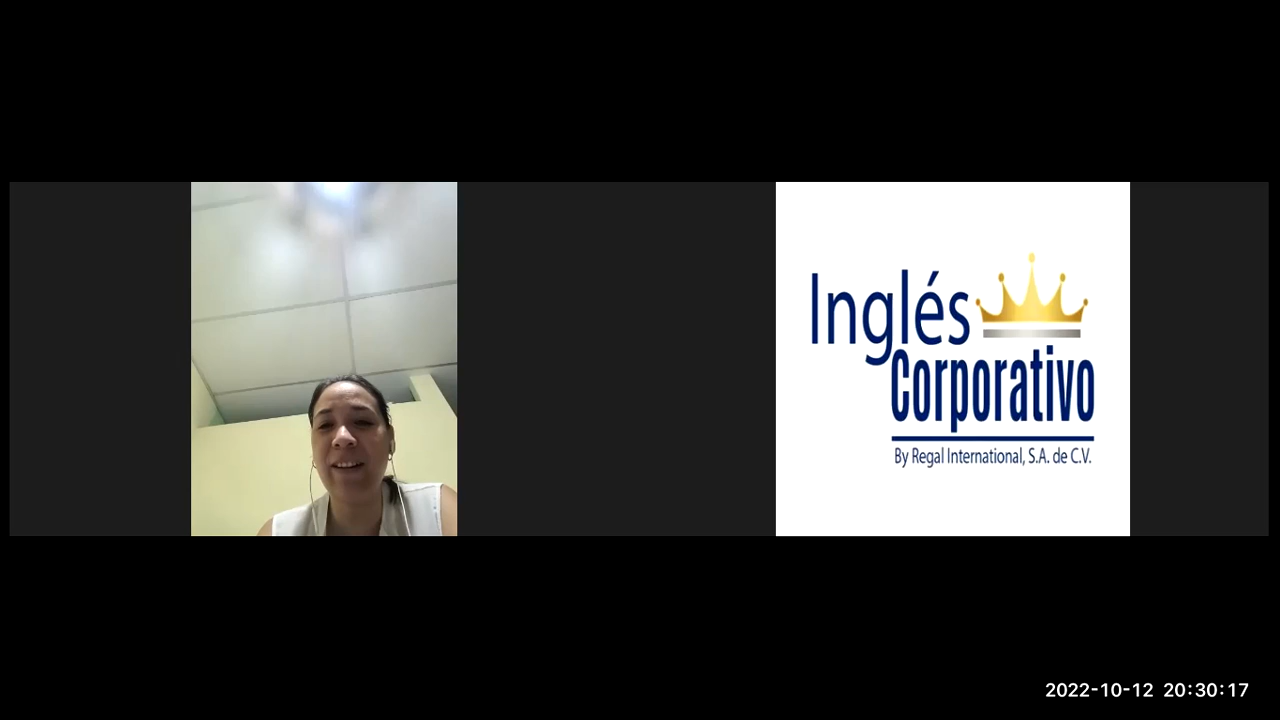 Inglés
Corporativo
By Regal International, S.A. de C.V.
2022-10-12 20:30:17